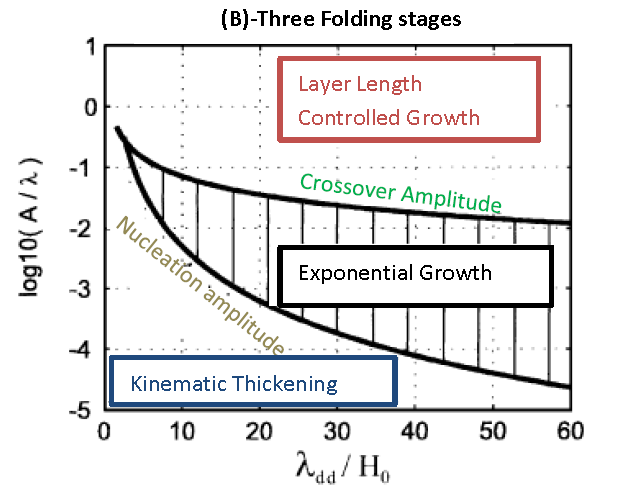 (B)-Three Folding stages
log10( A / λ )
1
0
-1
-2
-3
-4
-5
Layer Length
Controlled Growth
Crossover Amplitude
Nucleation amplitude
Exponential Growth
Kinematic Thickening
0 10 20 30 40 50 60
λdd / H0